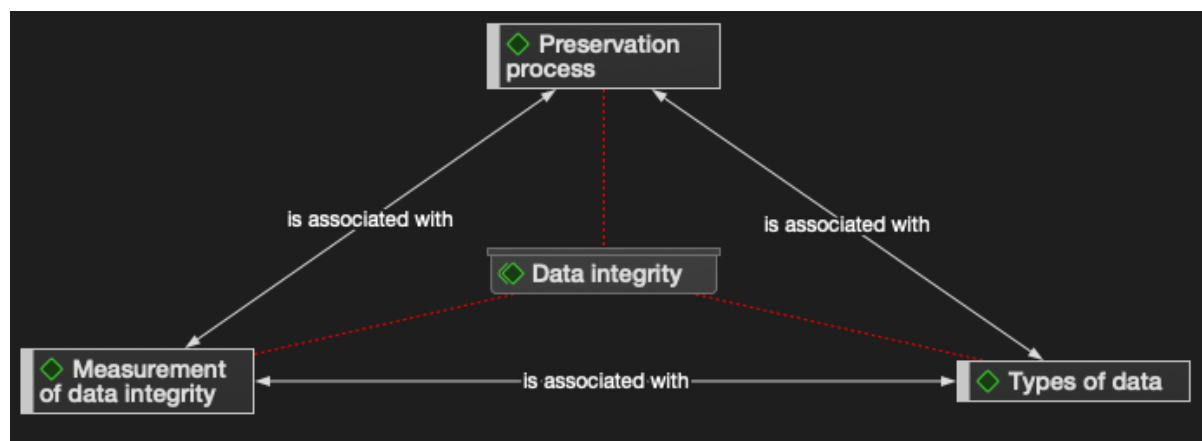 Preservation
process
is associated with
is associated with
Data integrity
Measurement
of data integrity
is associated with
Types of data